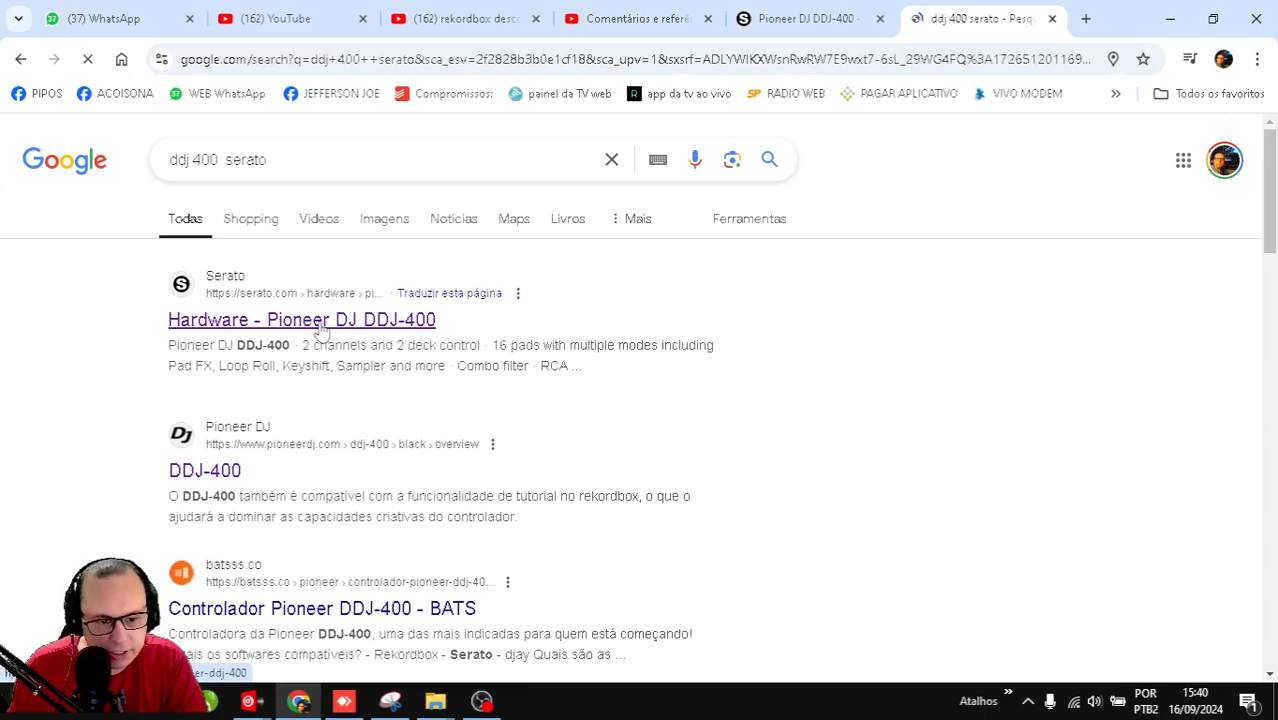 (37) WhatsApp
(162) YouTube
(162) rekordbox desc
Comentários e referê
Pioneer DJ DDJ-400 -
ddj 400 serato - Pesq
google.com/search?q=ddj+400++serato&sca_esv=2f2828b3b0e1cf18&sca_upv=1&sxsrf=ADLYWIKXWsnRwRW7E9wxt7-6sL_29WG4FQ%3A172651201169...
PIPOS
ACOISONA
WEB WhatsApp
JEFFERSON JOE
Compromissos:
painel da TV web
app da tv ao vivo
RADIO WEB
PAGAR APLICATIVO
VIVO MODEM
Todos os favoritos
Google
ddj 400 serato
Todas
Shopping
Vídeos
Imagens
Notícias
Maps
Livros
Mais
Ferramentas
Serato
https://serato.com › hardware › pi... · Traduzir esta página
Hardware - Pioneer DJ DDJ-400
Pioneer DJ DDJ-400 · 2 channels and 2 deck control · 16 pads with multiple modes including
Pad FX, Loop Roll, Keyshift, Sampler and more · Combo filter · RCA ...
Pioneer DJ
https://www.pioneerdj.com › ddj-400 › black › overview
DDJ-400
O DDJ-400 também é compatível com a funcionalidade de tutorial no rekordbox, o que o
ajudará a dominar as capacidades criativas do controlador.
batsss.co
https://batsss.co › pioneer › controlador-pioneer-ddj-40...
Controlador Pioneer DDJ-400 - BATS
Controladora da Pioneer DDJ-400, uma das mais indicadas para quem está começando!
ais os softwares compatíveis? - Rekordbox - Serato - djay Quais são as ...
er-ddj-400
Atalhos
POR
PTB2
15:40
16/09/2024
1